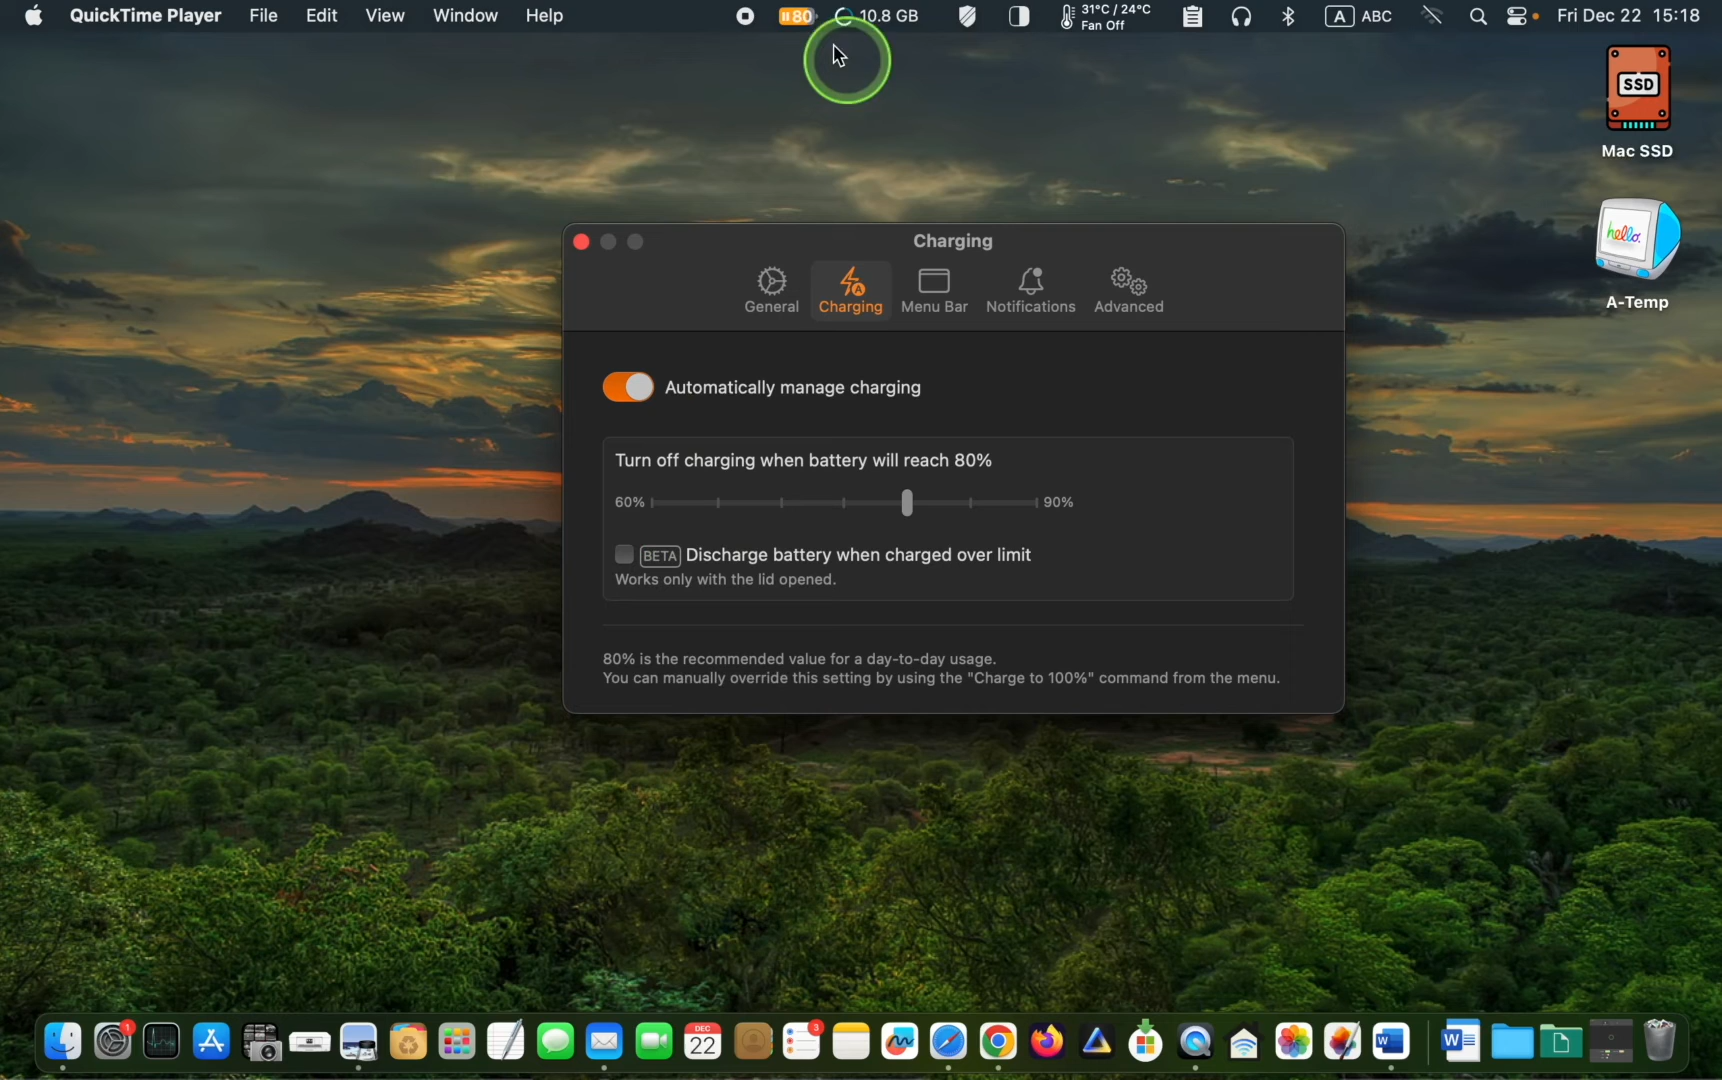 QuickTime Player File Edit View Window Help 80 10.8 GB 31°C / 24°C Fan Off A ABC Fri Dec 22 15:18
SSD
Mac SSD
hello.
A-Temp
Charging
General Charging Menu Bar Notifications Advanced
Automatically manage charging
Turn off charging when battery will reach 80%
60% 90%
BETA Discharge battery when charged over limit
Works only with the lid opened.
80% is the recommended value for a day-to-day usage.
You can manually override this setting by using the "Charge to 100%" command from the menu.
1 DEC 22 3 W W